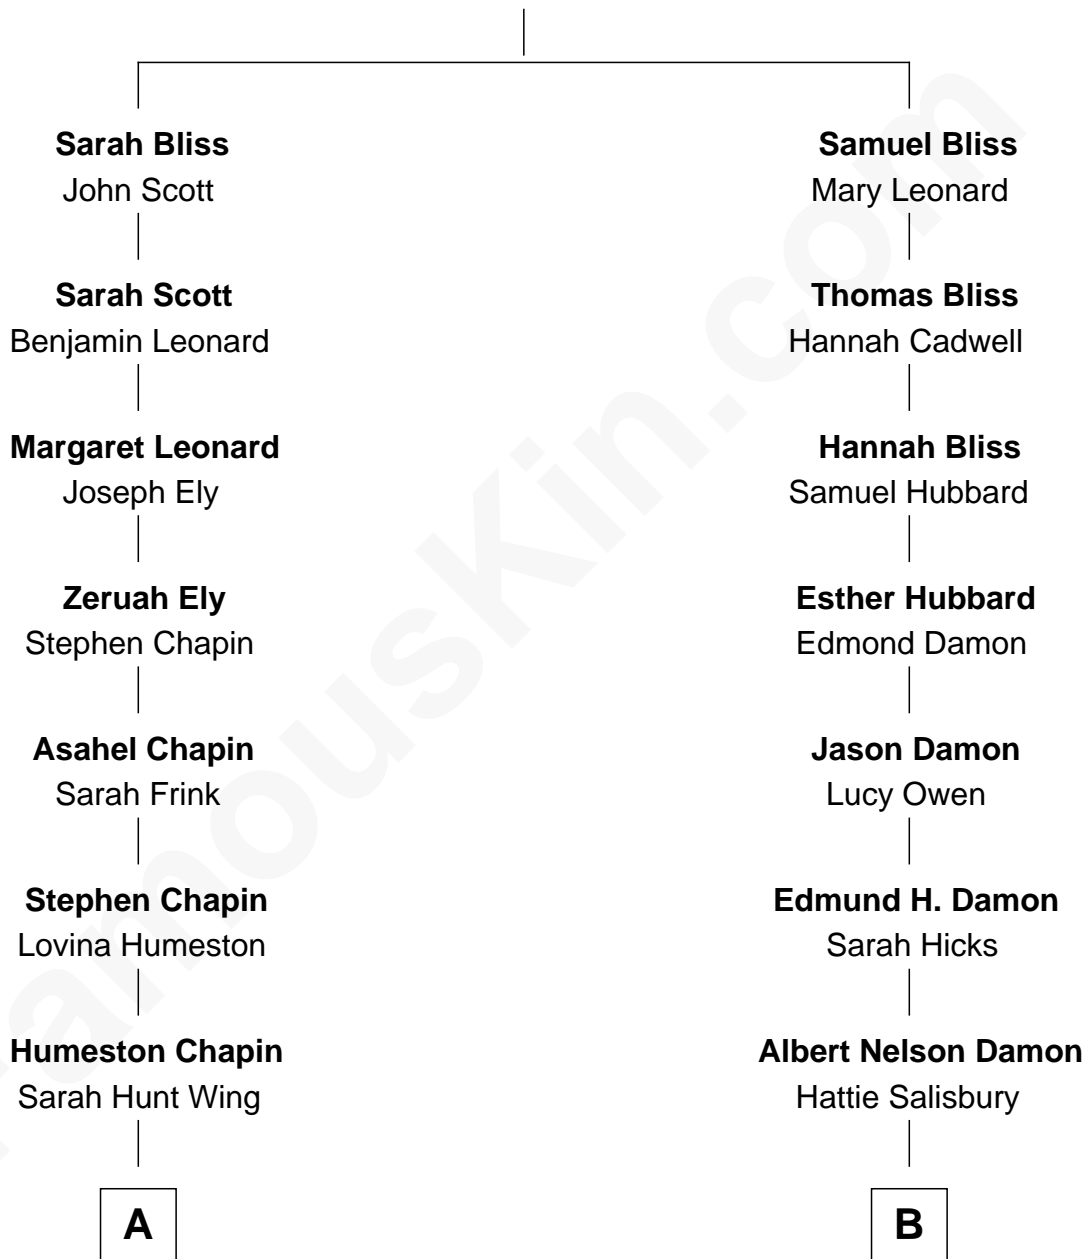 Sarah Bliss
John Scott
Samuel Bliss
Mary Leonard
Sarah Scott
Benjamin Leonard
Thomas Bliss
Hannah Cadwell
Margaret Leonard
Joseph Ely
Hannah Bliss
Samuel Hubbard
Zeruah Ely
Stephen Chapin
Esther Hubbard
Edmond Damon
Asahel Chapin
Sarah Frink
Jason Damon
Lucy Owen
Stephen Chapin
Lovina Humeston
Edmund H. Damon
Sarah Hicks
Humeston Chapin
Sarah Hunt Wing
Albert Nelson Damon
Hattie Salisbury
A
B
FamousKin.com